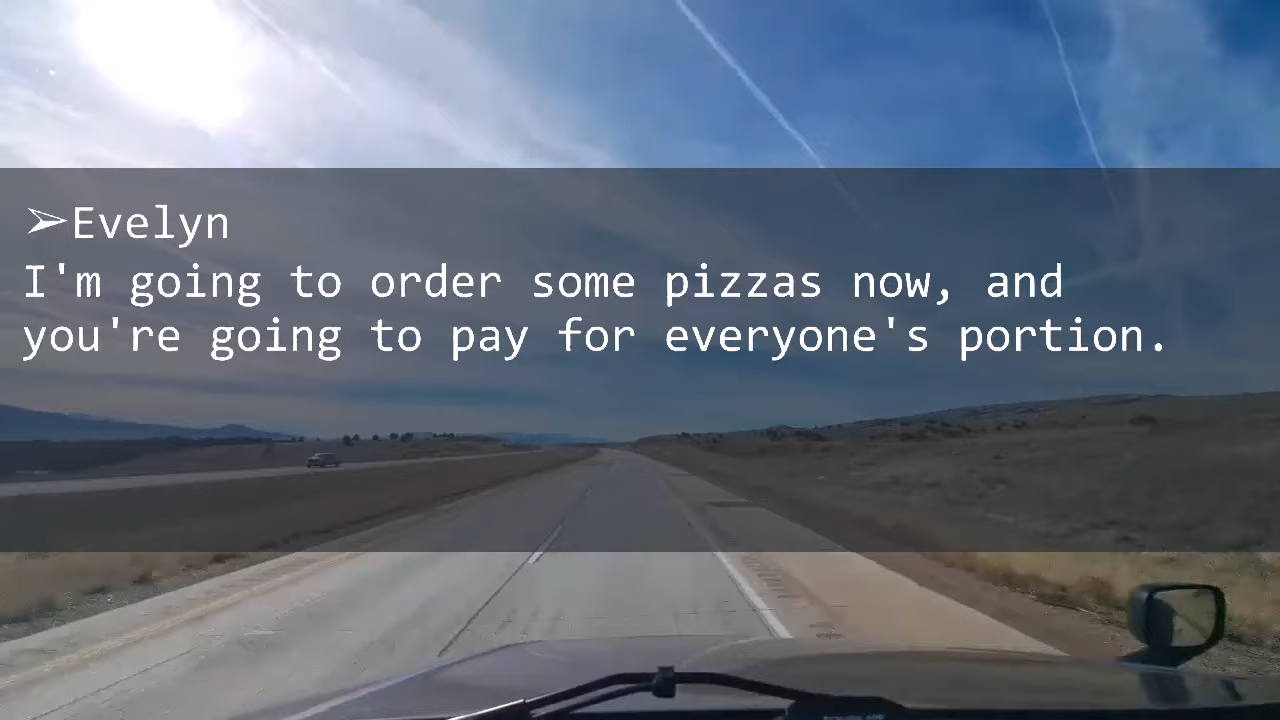 ➢Evelyn
I'm going to order some pizzas now, and
you're going to pay for everyone's portion.